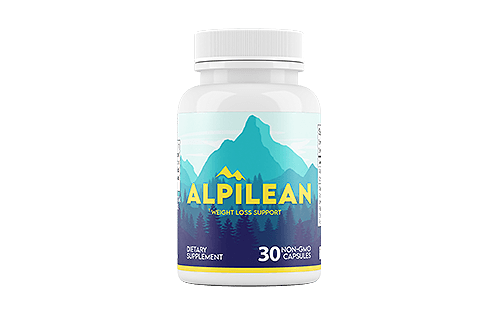 ALPILEAN
WEIGHT LOSS SUPPORT
DIETARY
SUPPLEMENT
30 NON-GMO
CAPSULES